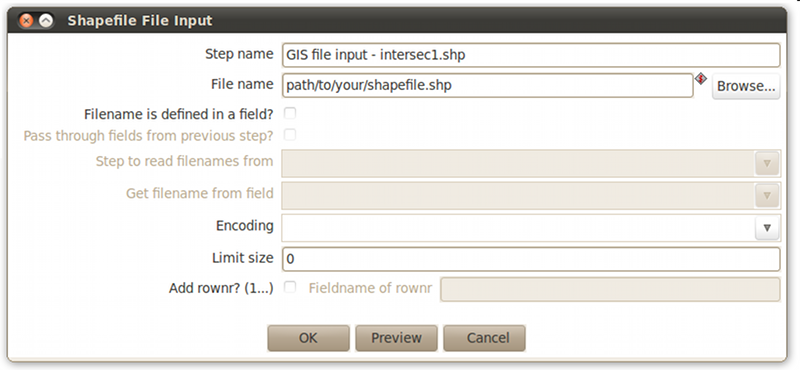 Shapefile File Input
Step name GIS file input - intersec1.shp
File name path/to/your/shapefile.shp Browse...
Filename is defined in a field?
Pass through fields from previous step?
Step to read filenames from
Get filename from field
Encoding
Limit size 0
Add rownr? (1...) Fieldname of rownr
OK Preview Cancel